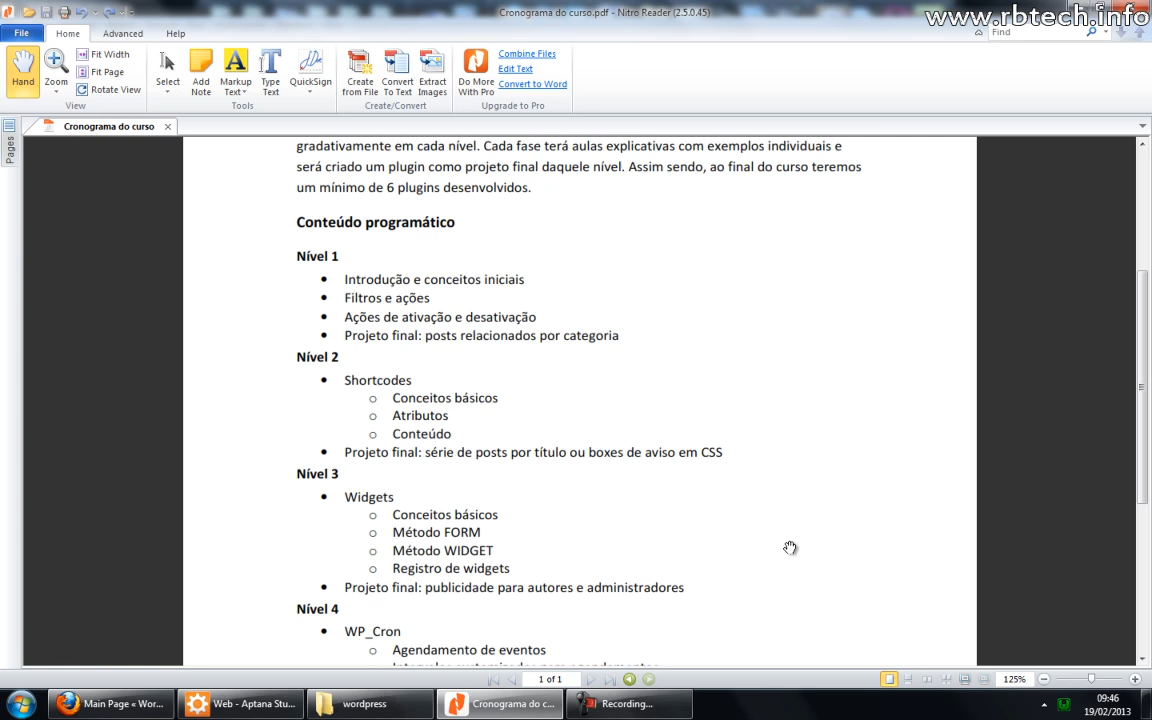 Cronograma do curso.pdf - Nitro Reader (2.5.0.45)
www.rbtech.info
File Home Advanced Help
Find
Hand
Zoom
Fit Width
Fit Page
Rotate View
View
Select
Add Note
Markup Text
Type Text
QuickSign
Tools
Create from File
Convert To Text
Extract Images
Create/Convert
Do More With Pro
Combine Files
Edit Text
Convert to Word
Upgrade to Pro
Cronograma do curso
Pages
gradativamente em cada nível. Cada fase terá aulas explicativas com exemplos individuais e
será criado um plugin como projeto final daquele nível. Assim sendo, ao final do curso teremos
um mínimo de 6 plugins desenvolvidos.
Conteúdo programático
Nível 1
• Introdução e conceitos iniciais
• Filtros e ações
• Ações de ativação e desativação
• Projeto final: posts relacionados por categoria
Nível 2
• Shortcodes
o Conceitos básicos
o Atributos
o Conteúdo
• Projeto final: série de posts por título ou boxes de aviso em CSS
Nível 3
• Widgets
o Conceitos básicos
o Método FORM
o Método WIDGET
o Registro de widgets
• Projeto final: publicidade para autores e administradores
Nível 4
• WP_Cron
o Agendamento de eventos
1 of 1
125%
Main Page « Wor...
Web - Aptana Stu...
wordpress
Cronograma do c...
Recording...
09:46
19/02/2013